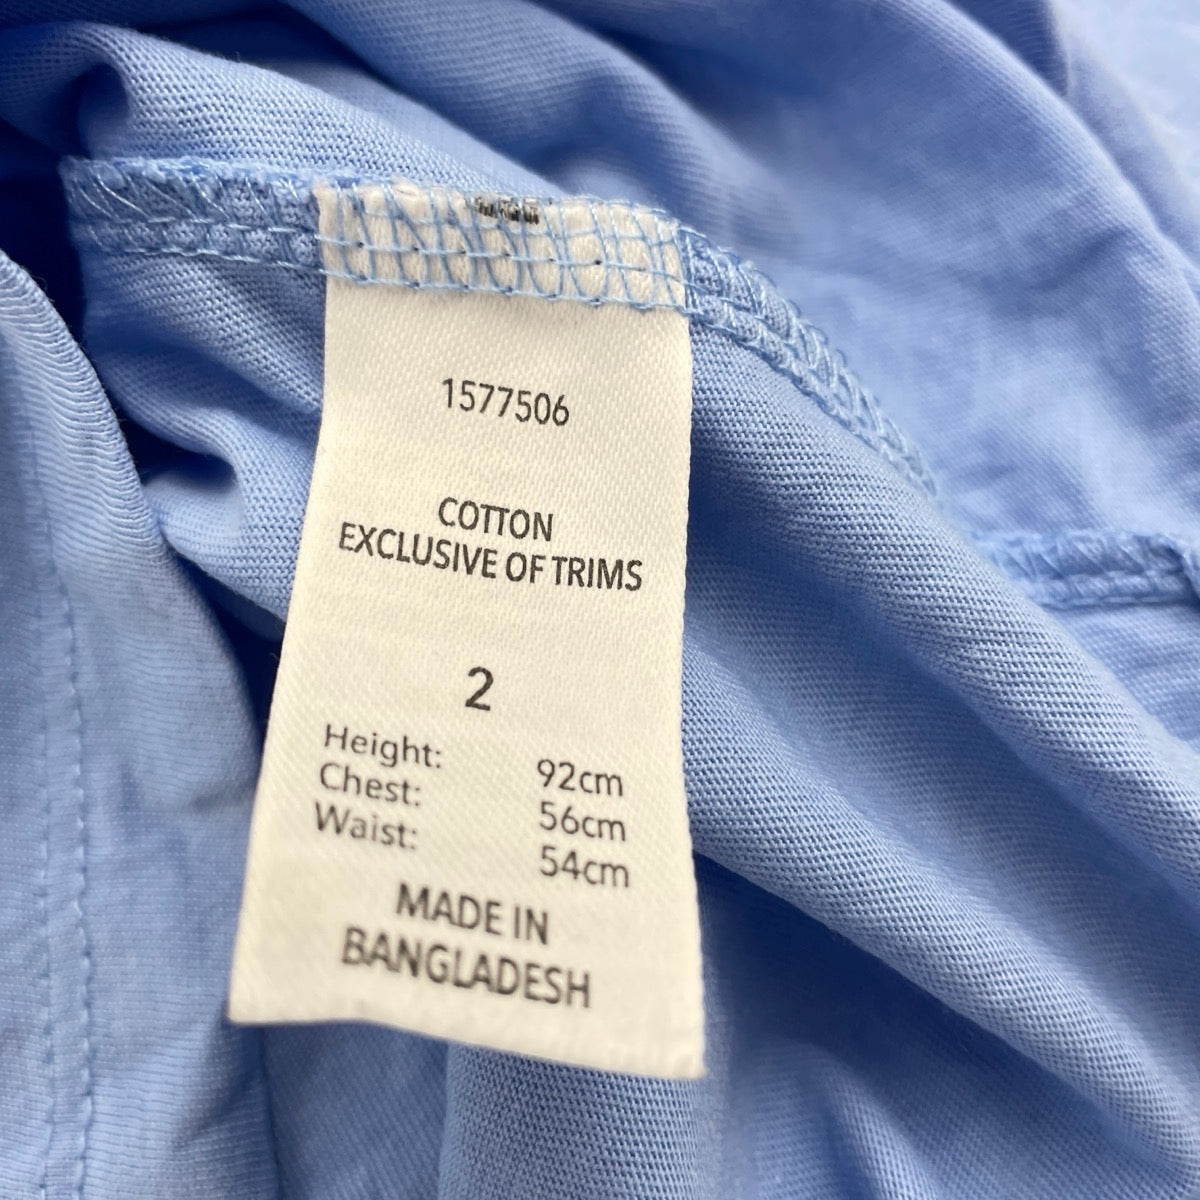 1577506
COTTON
EXCLUSIVE OF TRIMS
2
Height: 92cm
Chest: 56cm
Waist: 54cm
MADE IN
BANGLADESH